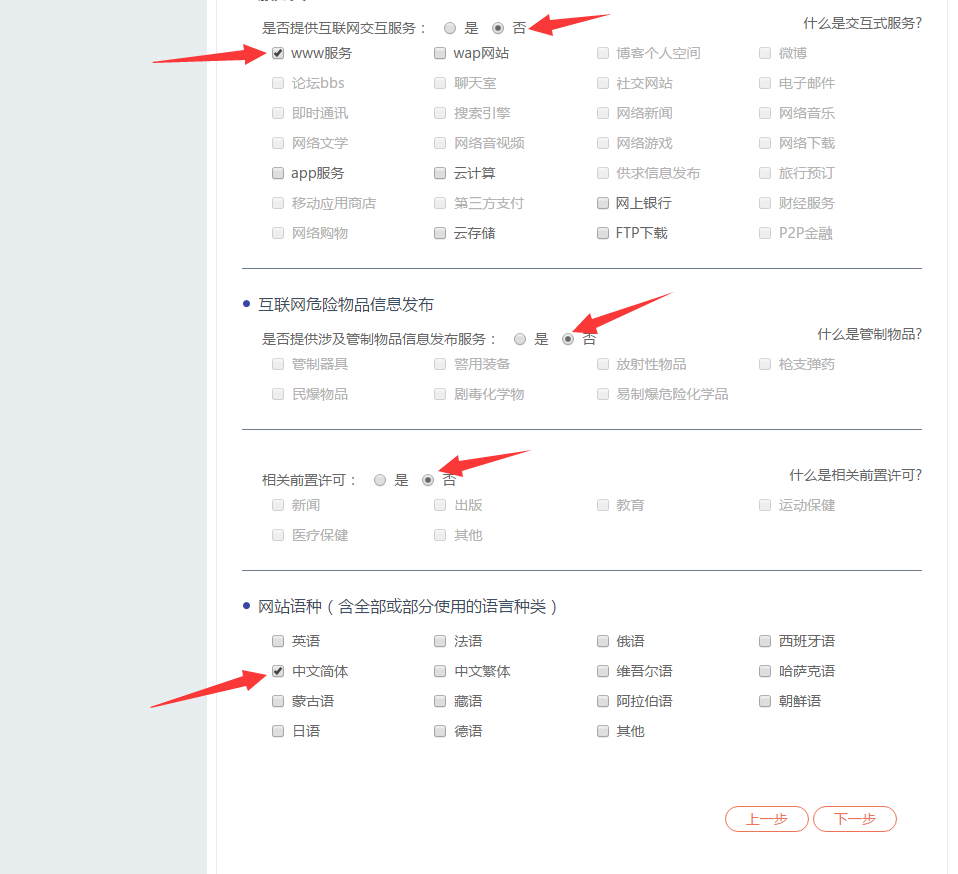 是否提供互联网交互服务： 是 否 什么是交互式服务?
www服务 wap网站 博客个人空间 微博
论坛bbs 聊天室 社交网站 电子邮件
即时通讯 搜索引擎 网络新闻 网络音乐
网络文学 网络音视频 网络游戏 网络下载
app服务 云计算 供求信息发布 旅行预订
移动应用商店 第三方支付 网上银行 财经服务
网络购物 云存储 FTP下载 P2P金融
互联网危险物品信息发布
是否提供涉及管制物品信息发布服务： 是 否 什么是管制物品?
管制器具 警用装备 放射性物品 枪支弹药
民爆物品 剧毒化学物 易制爆危险化学品
相关前置许可： 是 否 什么是相关前置许可?
新闻 出版 教育 运动保健
医疗保健 其他
网站语种（含全部或部分使用的语言种类）
英语 法语 俄语 西班牙语
中文简体 中文繁体 维吾尔语 哈萨克语
蒙古语 藏语 阿拉伯语 朝鲜语
日语 德语 其他
上一步 下一步